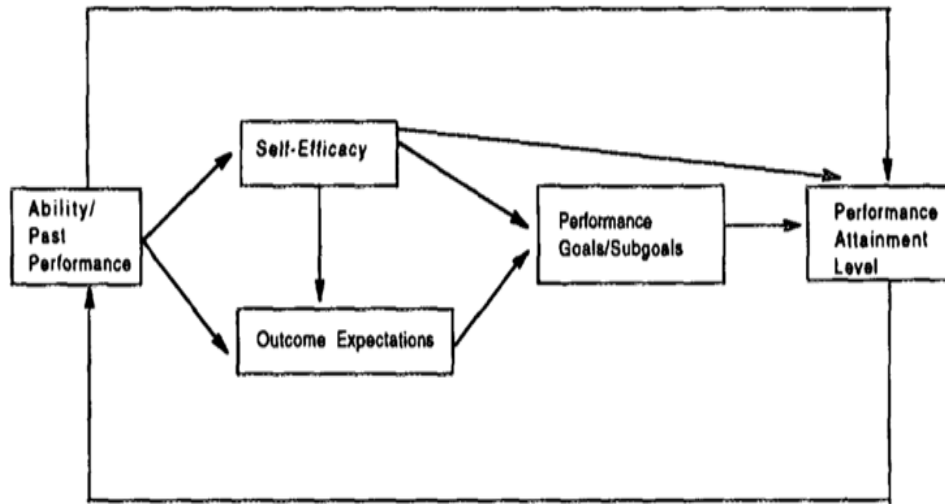 Self-Efficacy
Ability/
Past
Performance
Performance
Goals/Subgoals
Performance
Attainment
Level
Outcome Expectations